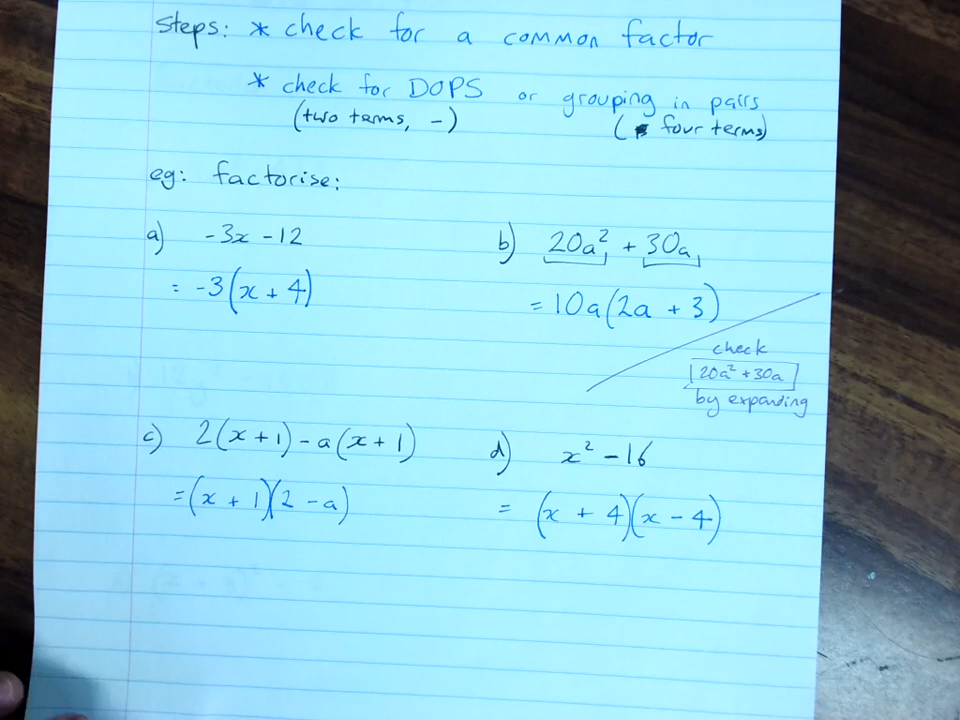 steps: * check for a common factor
* check for DOPS or grouping in pairs
(two terms, -) (four terms)
eg: factorise:
a) -3x -12
= -3(x + 4)
b) 20a² + 30a
= 10a(2a + 3)
check
20a² + 30a
by expanding
c) 2(x+1) - a(x+1)
= (x + 1)(2 - a)
d) x² - 16
= (x + 4)(x - 4)